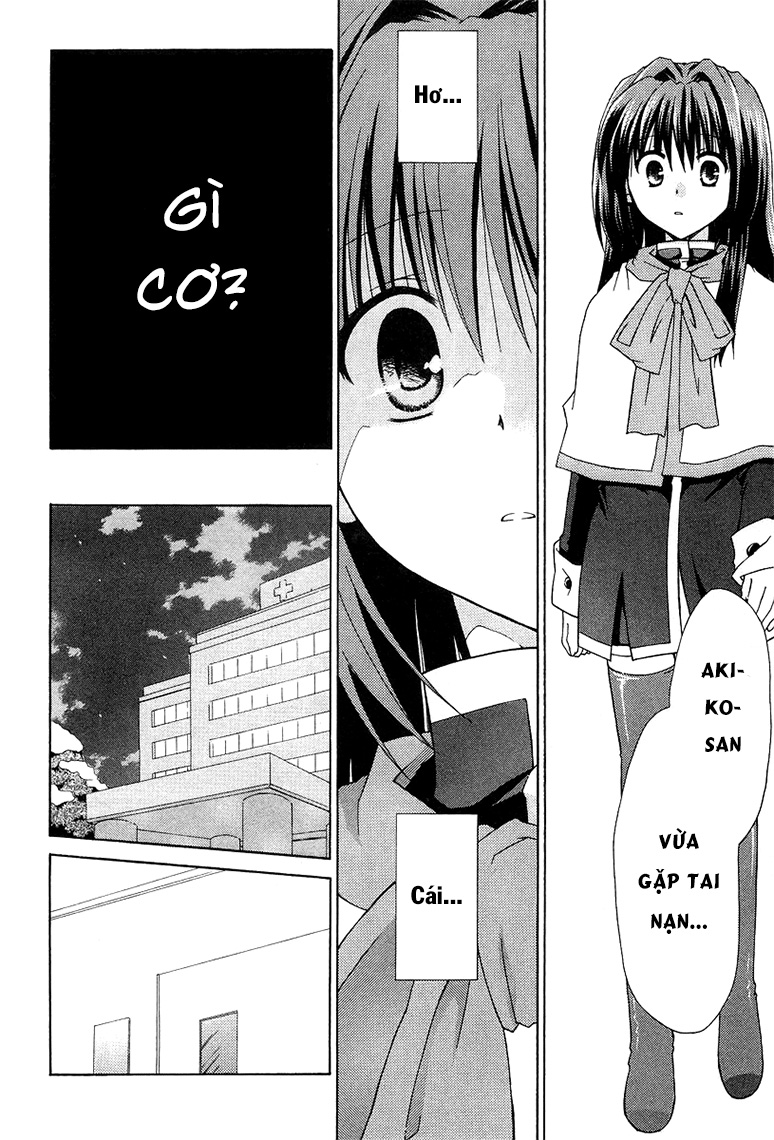 AKI-
KO-
SAN
VỪA
GẶP TAI
NẠN...
Hơ...
Cái...
GÌ
CƠ?